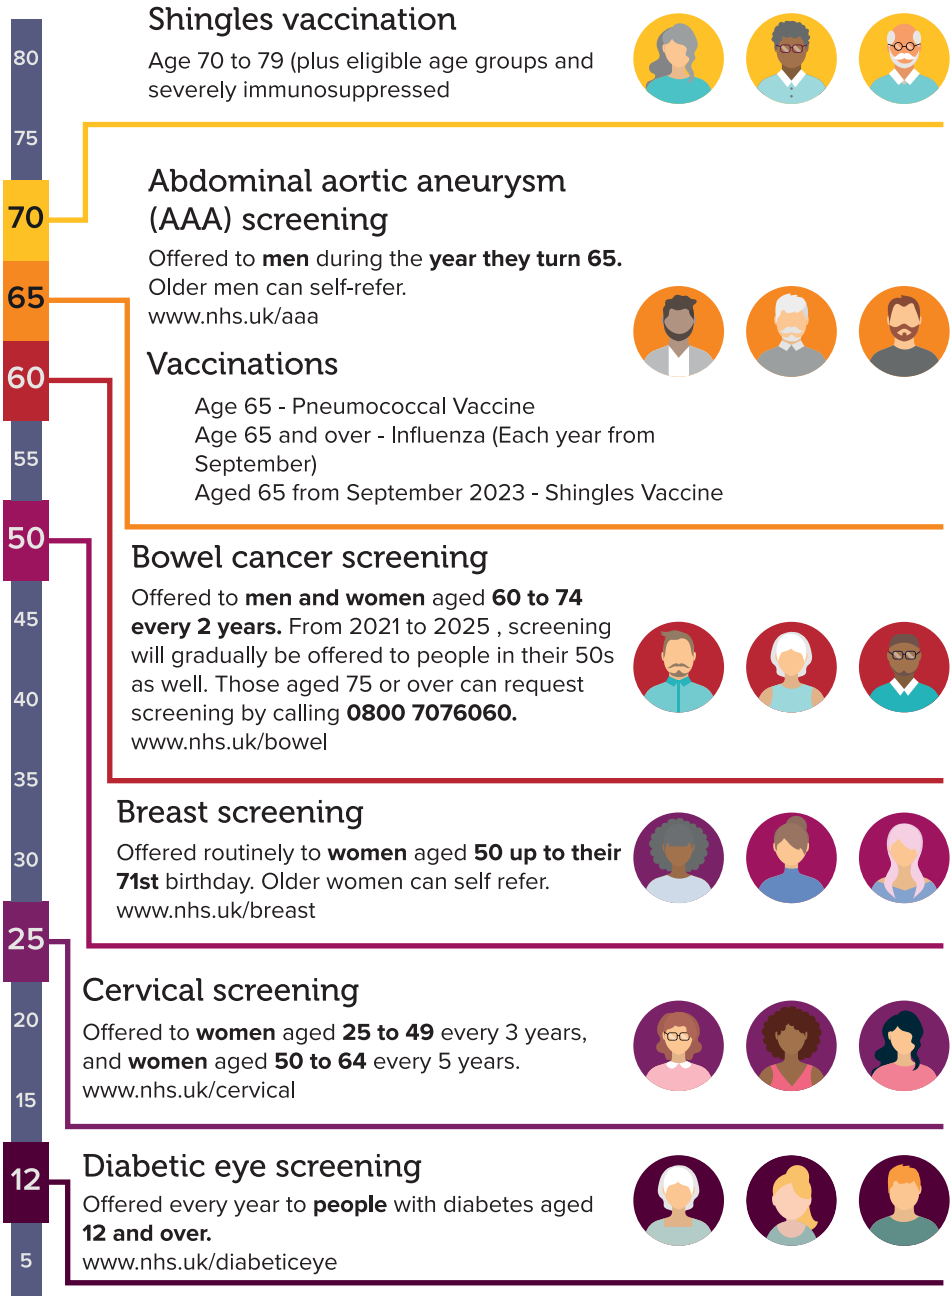 Shingles vaccination
Age 70 to 79 (plus eligible age groups and
severely immunosuppressed
80
75
70
Abdominal aortic aneurysm
(AAA) screening
Offered to men during the year they turn 65.
Older men can self-refer.
www.nhs.uk/aaa
65
Vaccinations
Age 65 - Pneumococcal Vaccine
Age 65 and over - Influenza (Each year from
September)
Aged 65 from September 2023 - Shingles Vaccine
60
55
Bowel cancer screening
Offered to men and women aged 60 to 74
every 2 years. From 2021 to 2025 , screening
will gradually be offered to people in their 50s
as well. Those aged 75 or over can request
screening by calling 0800 7076060.
www.nhs.uk/bowel
50
45
40
35
Breast screening
Offered routinely to women aged 50 up to their
71st birthday. Older women can self refer.
www.nhs.uk/breast
30
25
Cervical screening
Offered to women aged 25 to 49 every 3 years,
and women aged 50 to 64 every 5 years.
www.nhs.uk/cervical
20
15
Diabetic eye screening
Offered every year to people with diabetes aged
12 and over.
www.nhs.uk/diabeticeye
12
5